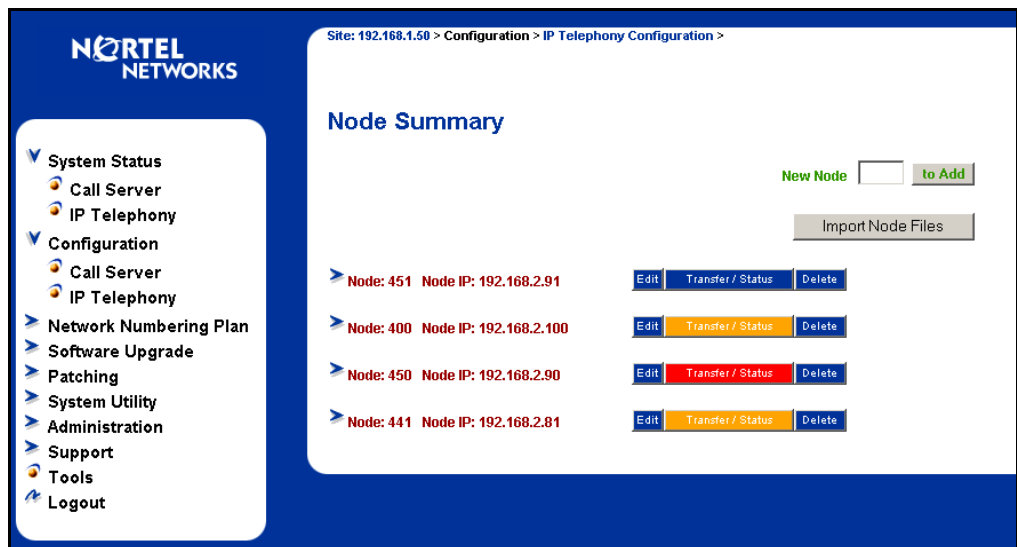 NORTEL
NETWORKS
Site: 192.168.1.50 > Configuration > IP Telephony Configuration >
System Status
Call Server
IP Telephony
Configuration
Call Server
IP Telephony
Network Numbering Plan
Software Upgrade
Patching
System Utility
Administration
Support
Tools
Logout
Node Summary
New Node to Add
Import Node Files
Node: 451 Node IP: 192.168.2.91 Edit Transfer / Status Delete
Node: 400 Node IP: 192.168.2.100 Edit Transfer / Status Delete
Node: 450 Node IP: 192.168.2.90 Edit Transfer / Status Delete
Node: 441 Node IP: 192.168.2.81 Edit Transfer / Status Delete